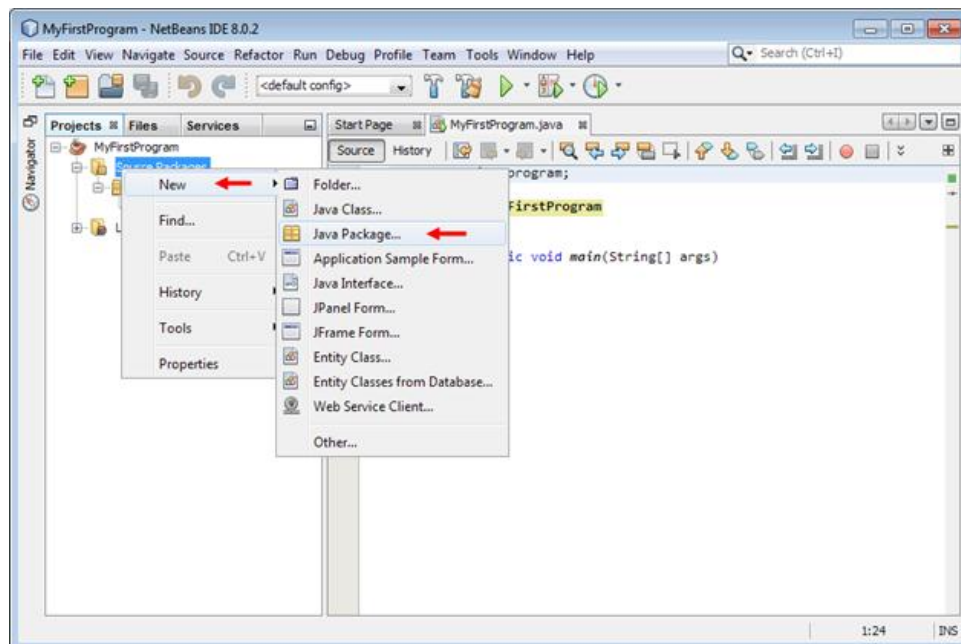 MyFirstProgram - NetBeans IDE 8.0.2
File Edit View Navigate Source Refactor Run Debug Profile Team Tools Window Help
Search (Ctrl+I)
<default config>
Projects Files Services
Start Page MyFirstProgram.java
Navigator
MyFirstProgram
Source Packages
L
Source History
program;
FirstProgram
ic void main(String[] args)
New
Find...
Paste Ctrl+V
History
Tools
Properties
Folder...
Java Class...
Java Package...
Application Sample Form...
Java Interface...
JPanel Form...
JFrame Form...
Entity Class...
Entity Classes from Database...
Web Service Client...
Other...
1:24 INS